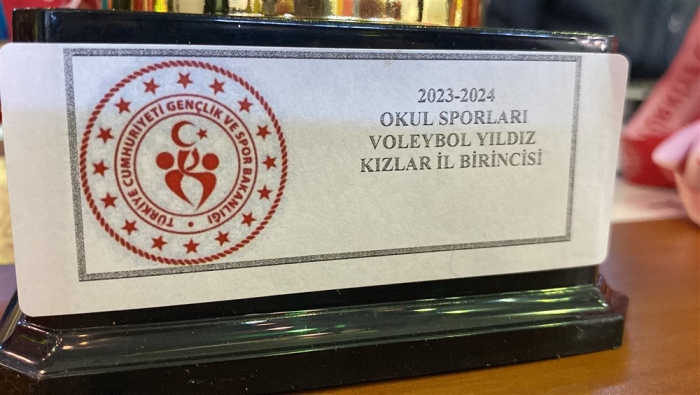 TÜRKİYE CUMHURİYETİ GENÇLİK VE SPOR BAKANLIĞI
2023-2024
OKUL SPORLARI
VOLEYBOL YILDIZ
KIZLAR İL BİRİNCİSİ